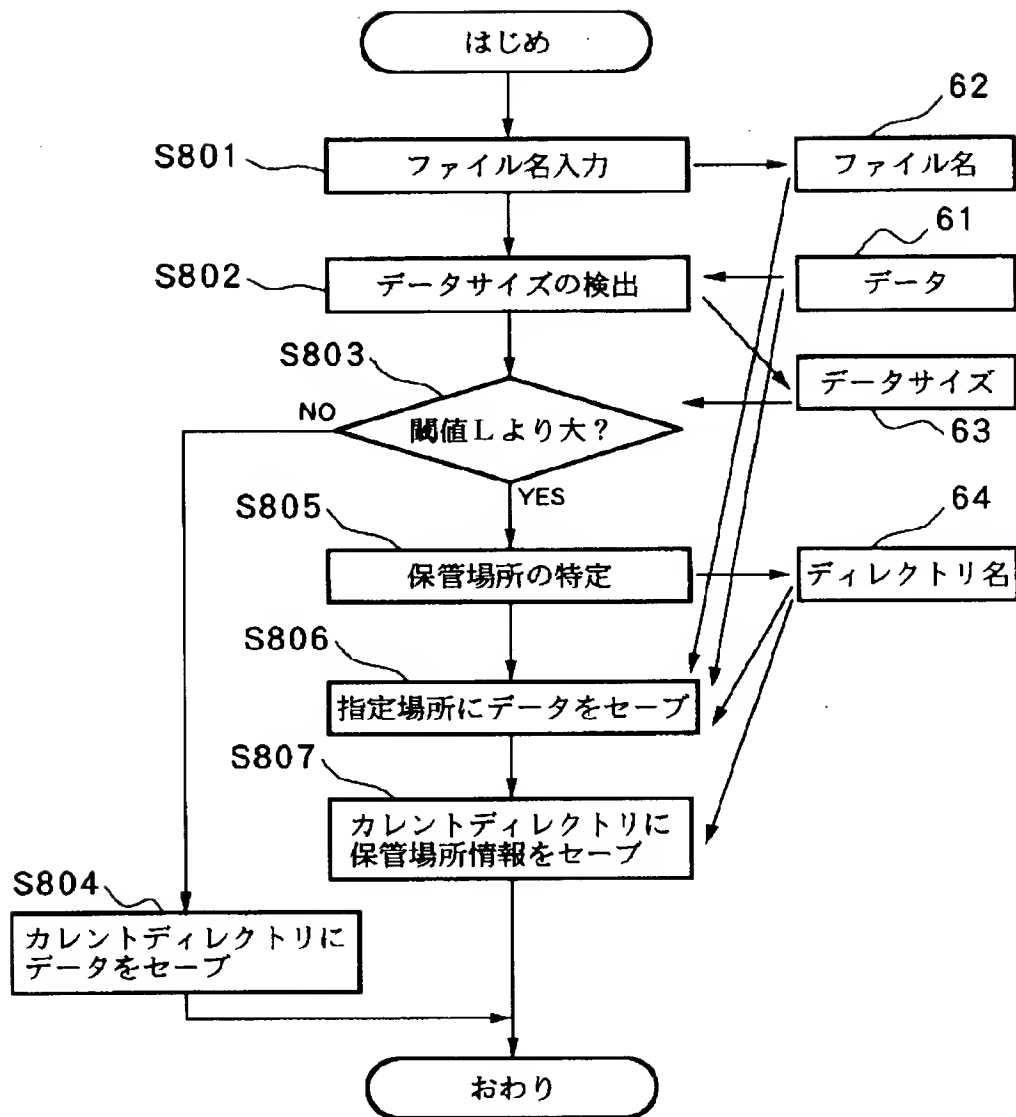 はじめ
62
S801
ファイル名入力
ファイル名
61
S802
データサイズの検出
データ
S803
データサイズ
NO
閾値Lより大?
63
YES
S805
64
保管場所の特定
ディレクトリ名
S806
指定場所にデータをセーブ
S807
カレントディレクトリに
保管場所情報をセーブ
S804
カレントディレクトリに
データをセーブ
おわり